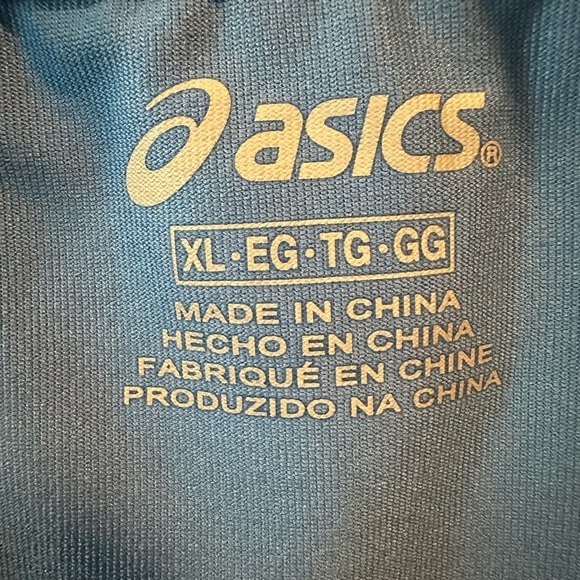 asics®
XL·EG·TG·GG
MADE IN CHINA
HECHO EN CHINA
FABRIQUÉ EN CHINE
PRODUZIDO NA CHINA